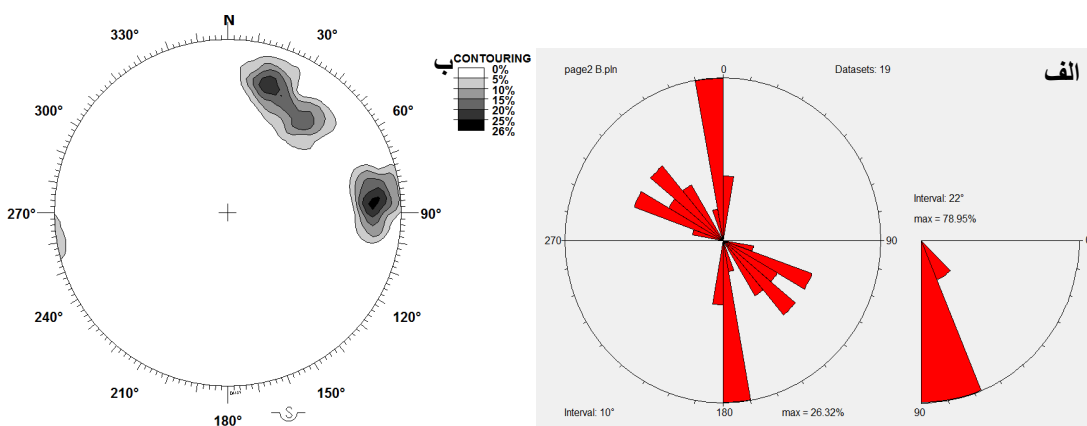 N
330°
30°
300°
60°
270°
90°
240°
120°
210°
150°
180°
S
ب
CONTOURING
0%
5%
10%
15%
20%
25%
26%
الف
page2 B.pln
0
Datasets: 19
270
90
Interval: 22°
max = 78.95%
Interval: 10°
180
max = 26.32%
90